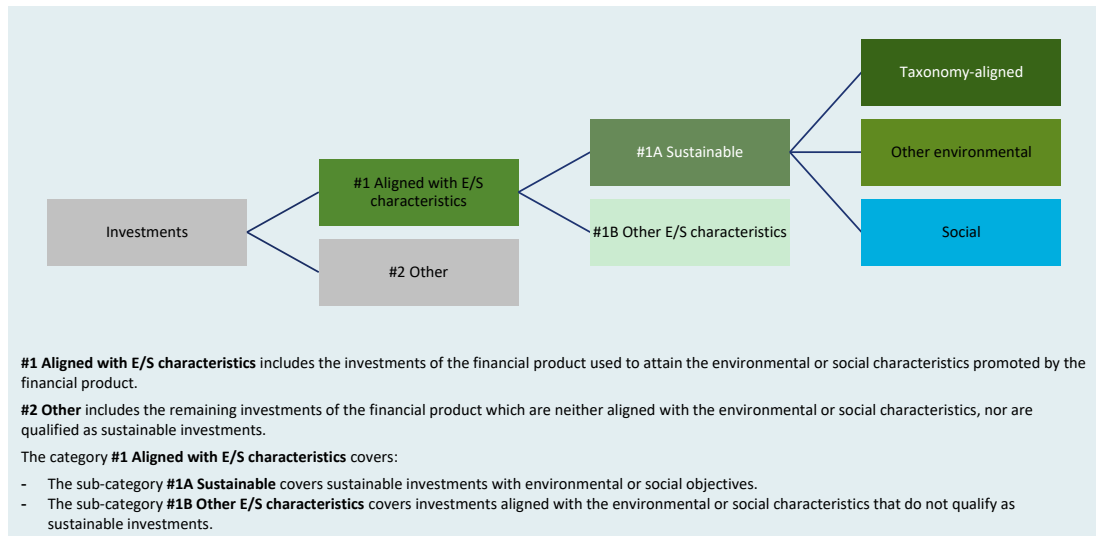 Taxonomy-aligned
#1A Sustainable
Other environmental
#1 Aligned with E/S
characteristics
Investments
#1B Other E/S characteristics
Social
#2 Other
#1 Aligned with E/S characteristics includes the investments of the financial product used to attain the environmental or social characteristics promoted by the
financial product.
#2 Other includes the remaining investments of the financial product which are neither aligned with the environmental or social characteristics, nor are
qualified as sustainable investments.
The category #1 Aligned with E/S characteristics covers:
- The sub-category #1A Sustainable covers sustainable investments with environmental or social objectives.
- The sub-category #1B Other E/S characteristics covers investments aligned with the environmental or social characteristics that do not qualify as
sustainable investments.